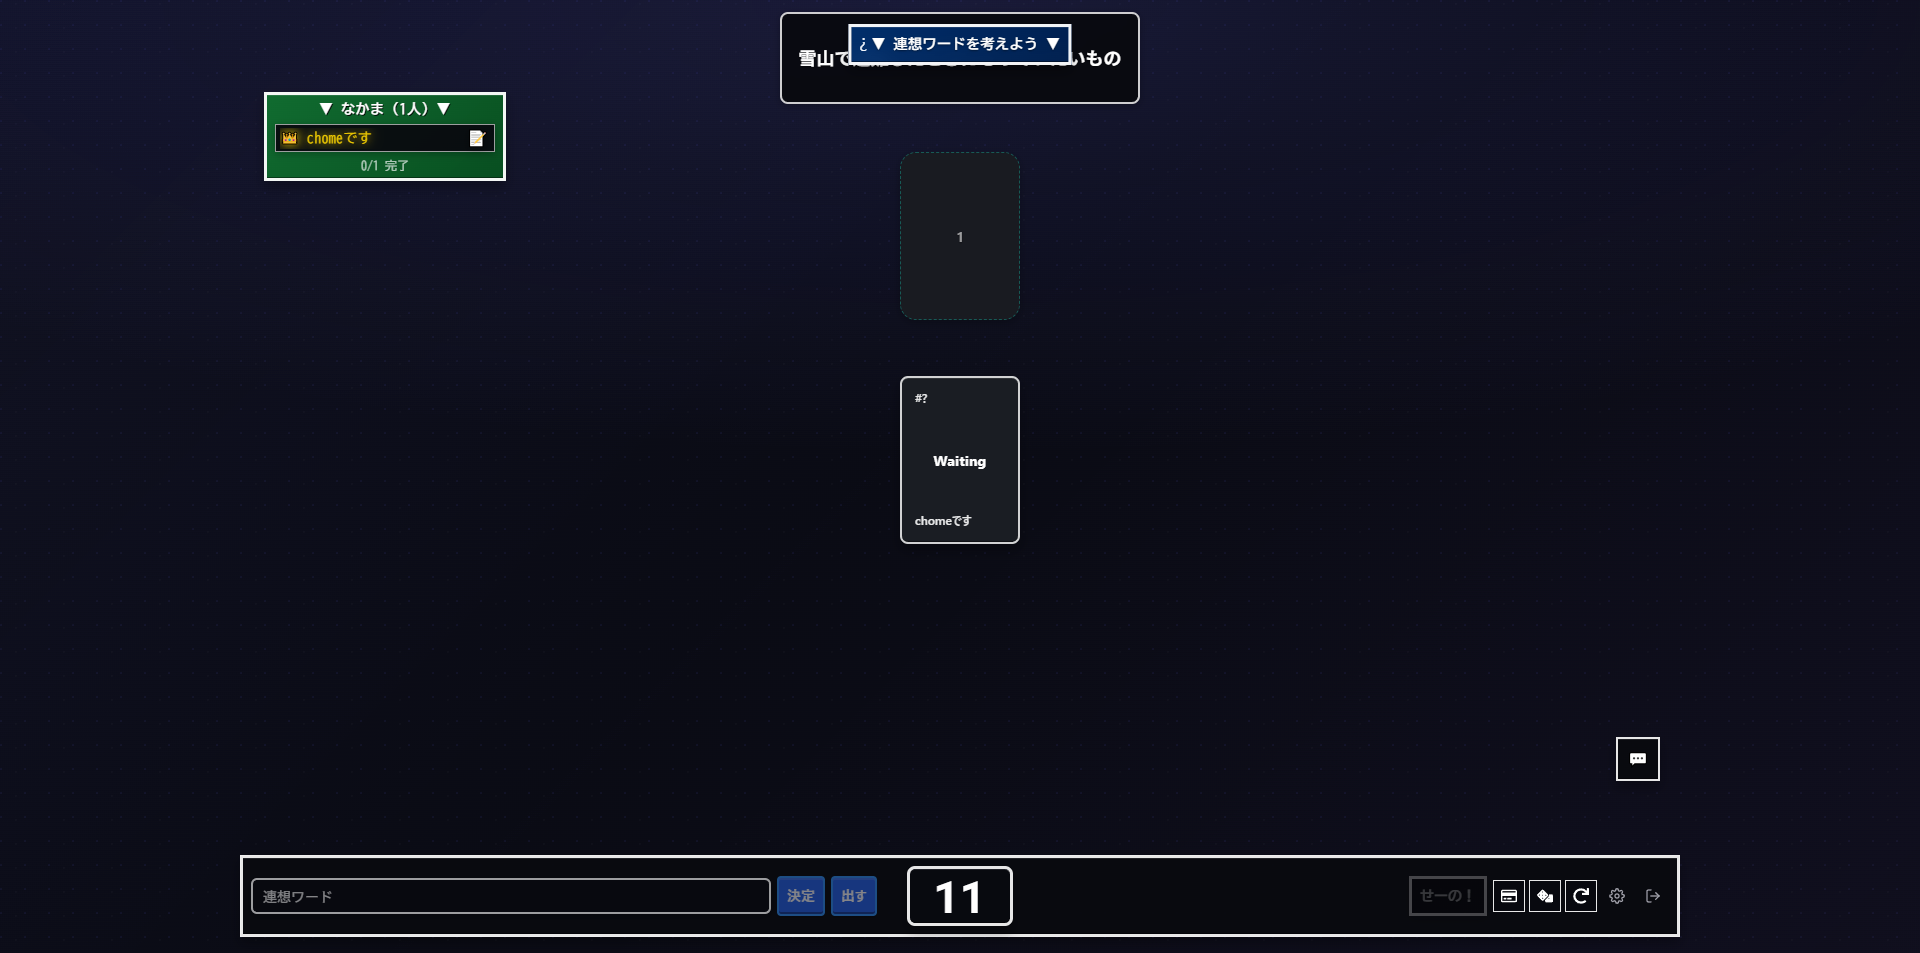 ¿ ▼ 連想ワードを考えよう ▼
雪山で
いもの
▼ なかま（1人）▼
chomeです
0/1 完了
1
#?
Waiting
chomeです
連想ワード
決定
出す
11
せーの！